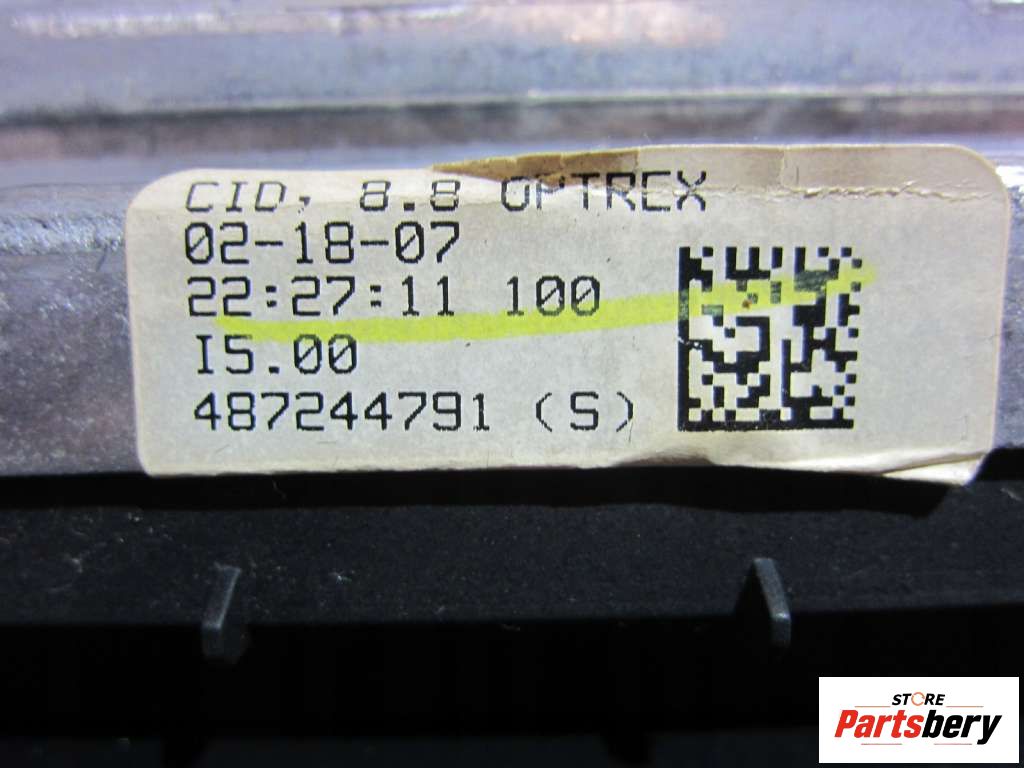 CID, 8.8 OPTREX
02-18-07
22:27:11 100
I5.00
487244791 (S)
STORE
Partsbery